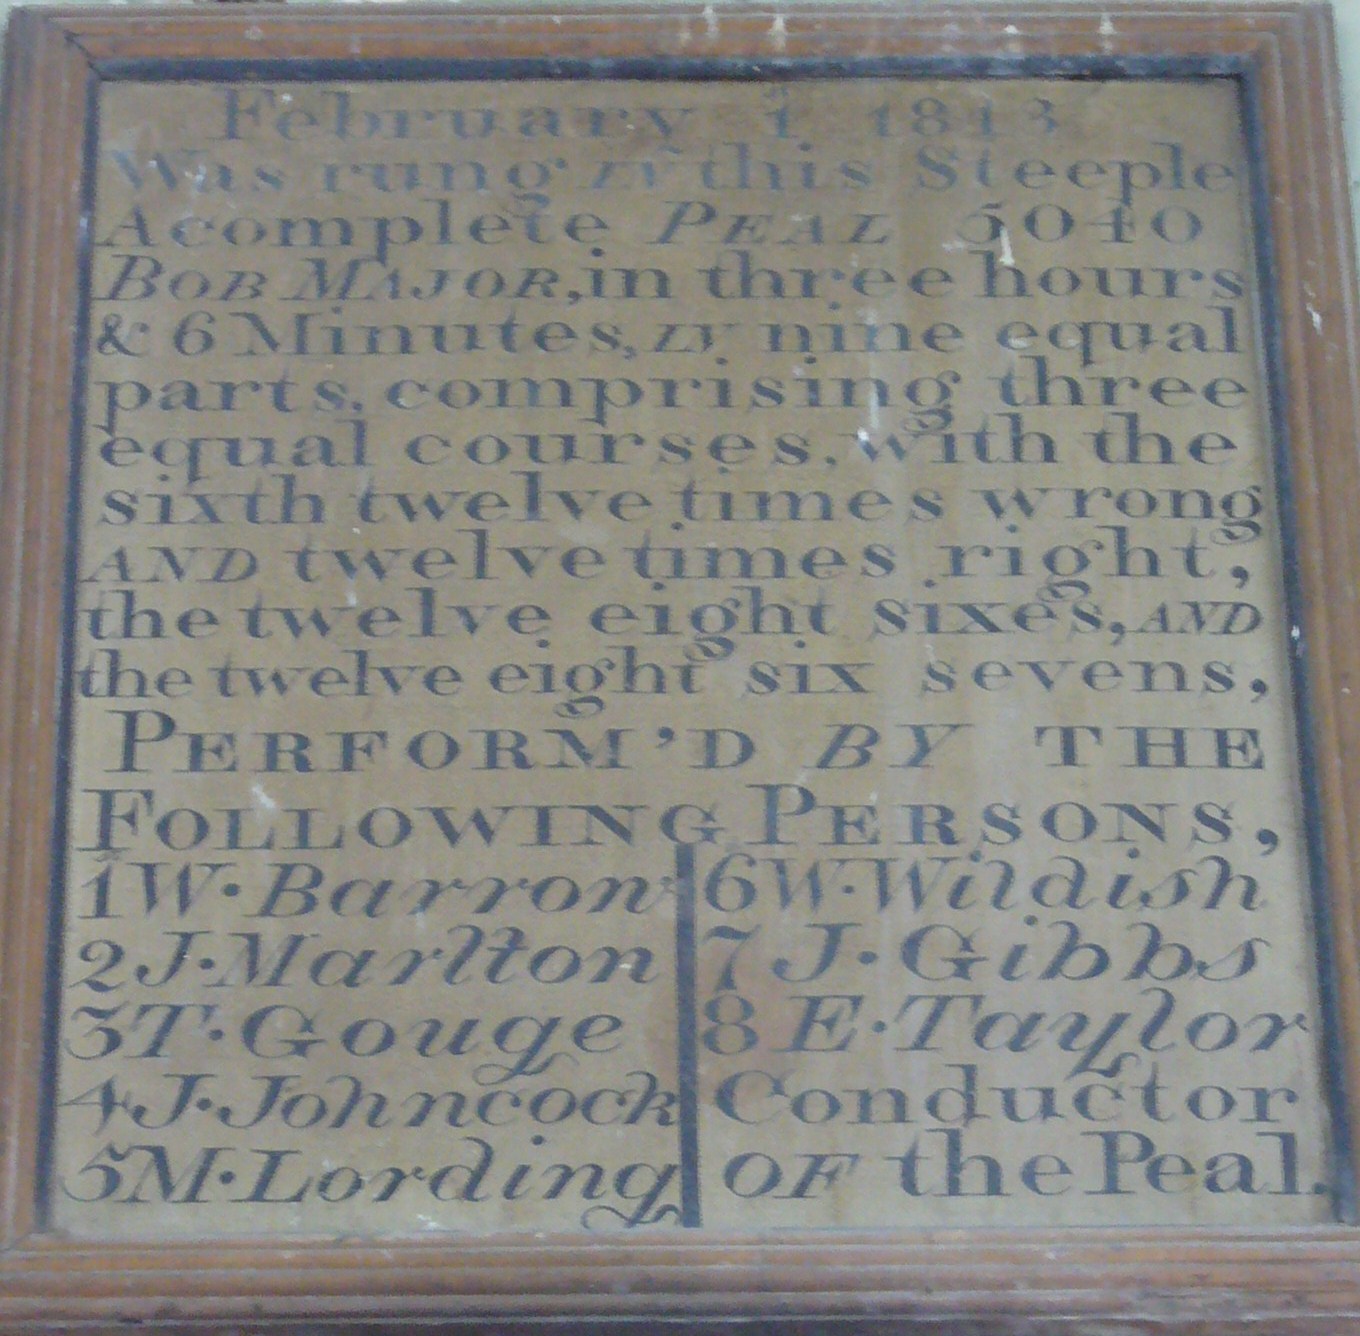 February 1 1813
Was rung IN this Steeple
A complete PEAL 5040
BOB MAJOR, in three hours
& 6 Minutes, IN nine equal
parts, comprising three
equal courses, with the
sixth twelve times wrong
AND twelve times right,
the twelve eight sixes, AND
the twelve eight six sevens,
PERFORM'D BY THE
FOLLOWING PERSONS,
1 W. Barron
2 J. Marlton
3 T. Gouge
4 J. Johncock
5 M. Lording
6 W. Wildish
7 J. Gibbs
8 E. Taylor
Conductor
OF the Peal.